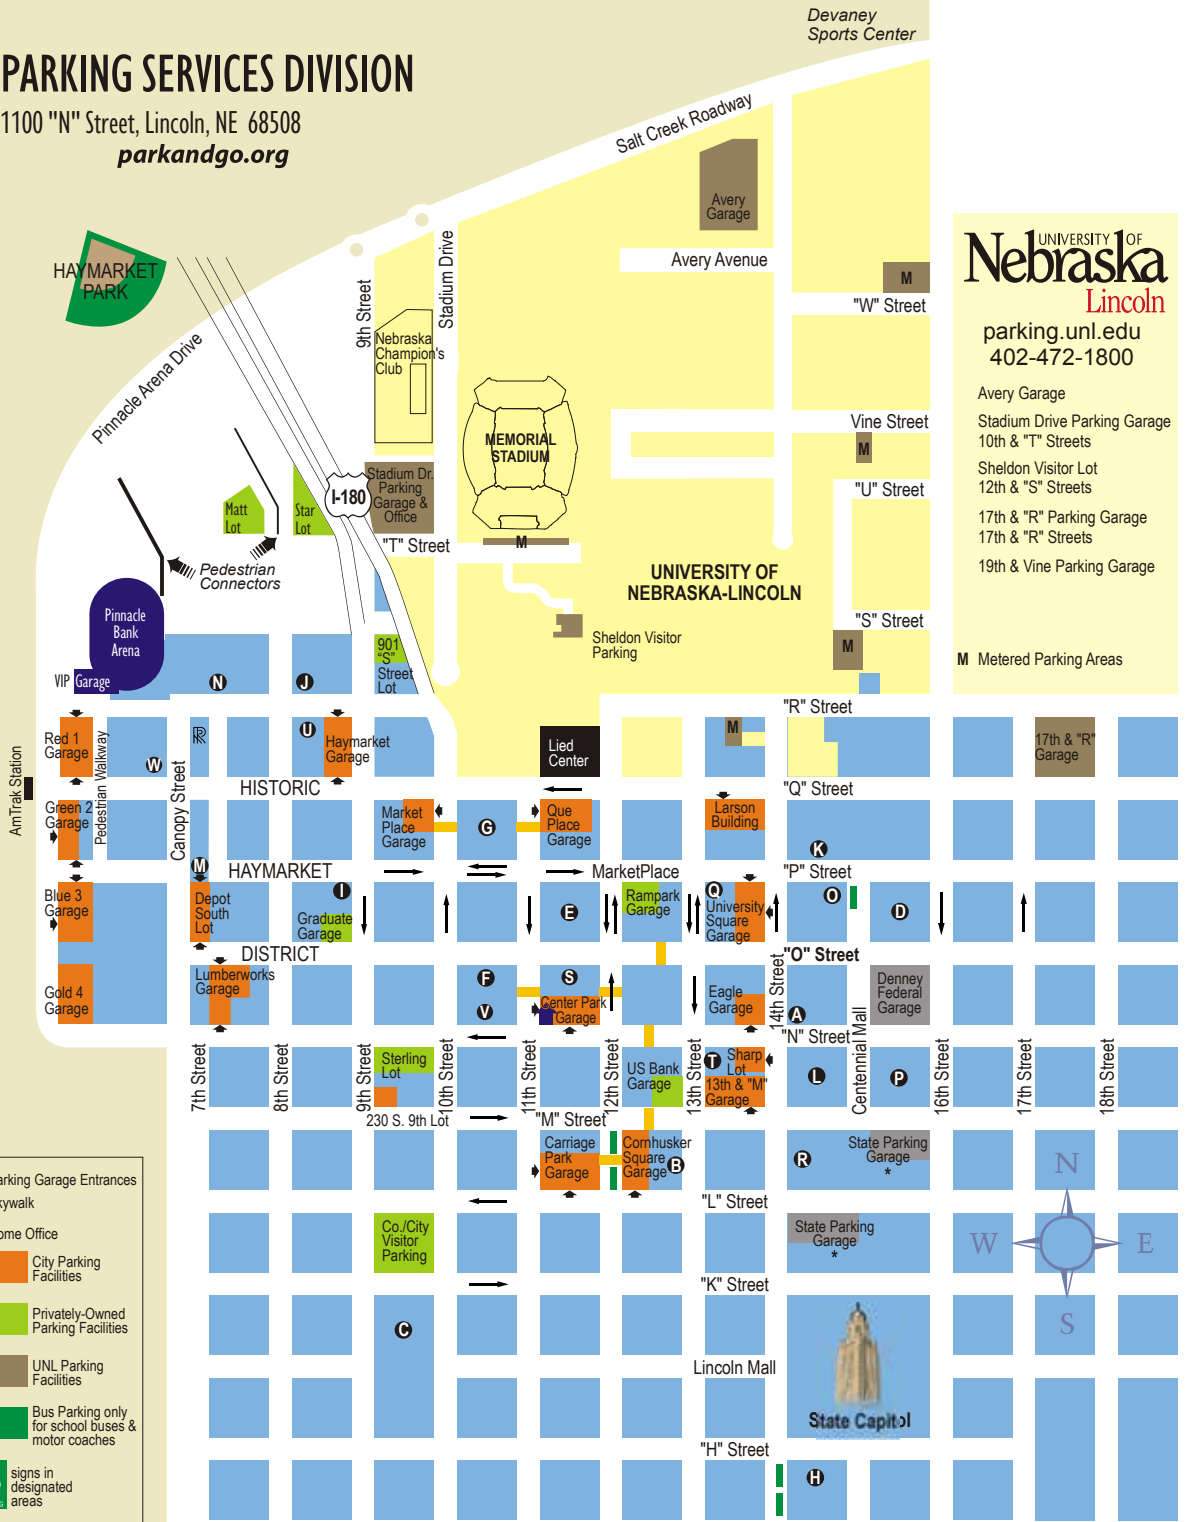 Devaney
Sports Center
PARKING SERVICES DIVISION
1100 "N" Street, Lincoln, NE 68508
parkandgo.org
Salt Creek Roadway
Avery
Garage
Avery Avenue
M
"W" Street
UNIVERSITY OF
Nebraska
Lincoln
parking.unl.edu
402-472-1800
Avery Garage
Stadium Drive Parking Garage
10th & "T" Streets
Sheldon Visitor Lot
12th & "S" Streets
17th & "R" Parking Garage
17th & "R" Streets
19th & Vine Parking Garage
M Metered Parking Areas
HAYMARKET
PARK
Pinnacle Arena Drive
9th Street
Stadium Drive
Nebraska
Champion's
Club
MEMORIAL
STADIUM
Vine Street
M
"U" Street
Stadium Dr.
Parking
Garage &
Office
I-180
Matt
Lot
Star
Lot
"T" Street
M
Pedestrian
Connectors
UNIVERSITY OF
NEBRASKA-LINCOLN
Pinnacle
Bank
Arena
VIP Garage
N
J
901
"S"
Street
Lot
Sheldon Visitor
Parking
"S" Street
M
"R" Street
Red 1
Garage
Pedestrian Walkway
W
R
U
Haymarket
Garage
Lied
Center
M
17th & "R"
Garage
AmTrak Station
HISTORIC
"Q" Street
Green 2
Garage
Canopy Street
Market
Place
Garage
G
Que
Place
Garage
Larson
Building
K
M
HAYMARKET
MarketPlace
"P" Street
Blue 3
Garage
Depot
South
Lot
I
Graduate
Garage
E
Rampark
Garage
Q
University
Square
Garage
O
D
DISTRICT
"O" Street
Gold 4
Garage
Lumberworks
Garage
F
V
S
Center Park
Garage
Eagle
Garage
14th Street
A
Denney
Federal
Garage
"N" Street
7th Street
8th Street
9th Street
Sterling
Lot
10th Street
11th Street
12th Street
US Bank
Garage
13th Street
T
Sharp
Lot
13th & "M"
Garage
L
Centennial Mall
P
16th Street
17th Street
18th Street
230 S. 9th Lot
"M" Street
Carriage
Park
Garage
Cornhusker
Square
Garage
B
R
State Parking
Garage
*
"L" Street
Co./City
Visitor
Parking
State Parking
Garage
*
N
W
E
S
"K" Street
C
Lincoln Mall
State Capitol
"H" Street
H
arking Garage Entrances
kywalk
ome Office
City Parking
Facilities
Privately-Owned
Parking Facilities
UNL Parking
Facilities
Bus Parking only
for school buses &
motor coaches
signs in
designated
areas